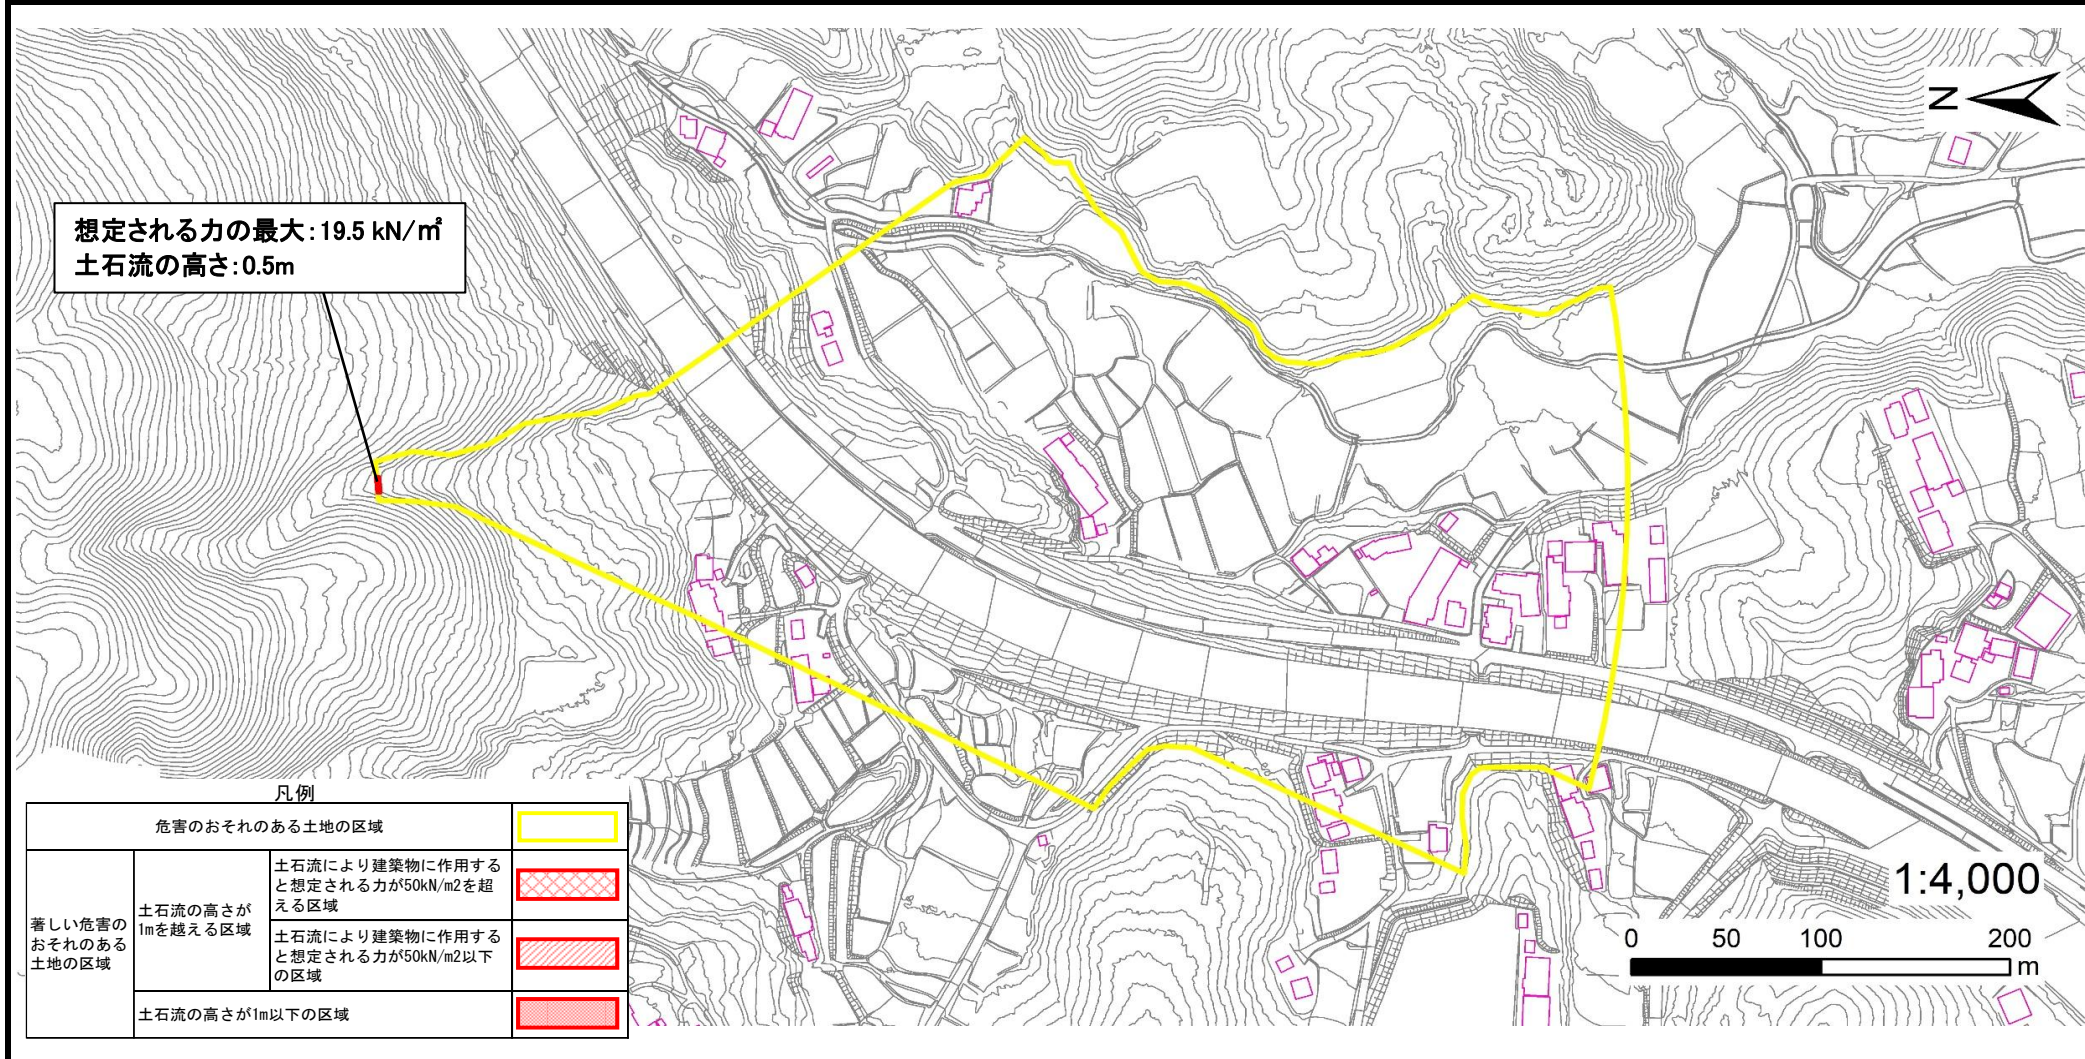 N
想定される力の最大：19.5 kN/㎡
土石流の高さ：0.5m
凡例
危害のおそれのある土地の区域
著しい危害の
おそれのある
土地の区域
土石流の高さが
1mを越える区域
土石流により建築物に作用する
と想定される力が50kN/m2を超
える区域
土石流により建築物に作用する
と想定される力が50kN/m2以下
の区域
土石流の高さが1m以下の区域
1:4,000
0 50 100 200
m